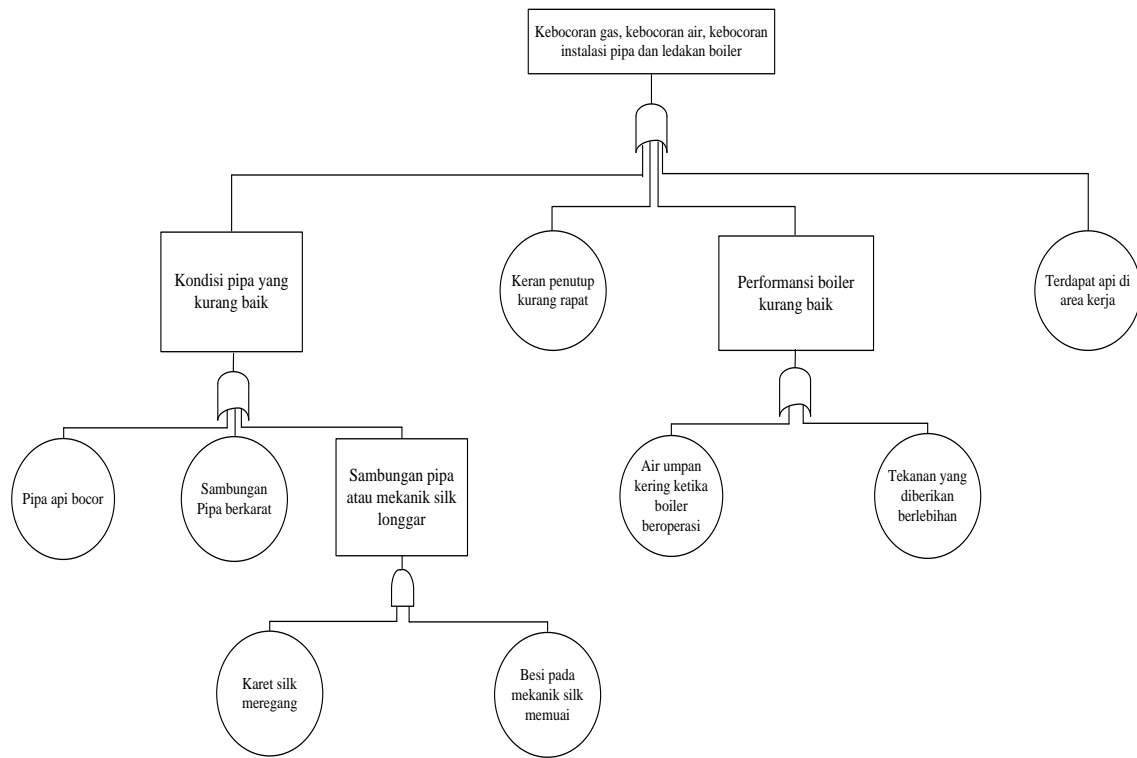 Kebocoran gas, kebocoran air, kebocoran
instalasi pipa dan ledakan boiler
Kondisi pipa yang
kurang baik
Keran penutup
kurang rapat
Performansi boiler
kurang baik
Terdapat api di
area kerja
Pipa api bocor
Sambungan
Pipa berkarat
Sambungan pipa
atau mekanik silk
longgar
Air umpan
kering ketika
boiler
beroperasi
Tekanan yang
diberikan
berlebihan
Karet silk
meregang
Besi pada
mekanik silk
memuai